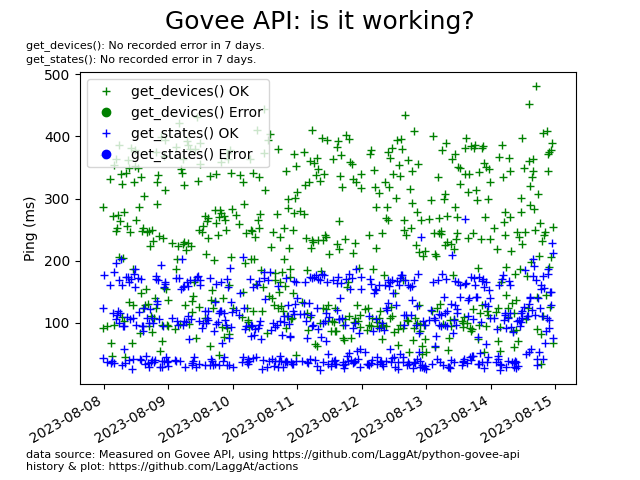 Govee API: is it working?
get_devices(): No recorded error in 7 days.
get_states(): No recorded error in 7 days.
500
400
300
200
100
Ping (ms)
get_devices() OK
get_devices() Error
get_states() OK
get_states() Error
2023-08-08
2023-08-09
2023-08-10
2023-08-11
2023-08-12
2023-08-13
2023-08-14
2023-08-15
data source: Measured on Govee API, using https://github.com/LaggAt/python-govee-api
history & plot: https://github.com/LaggAt/actions